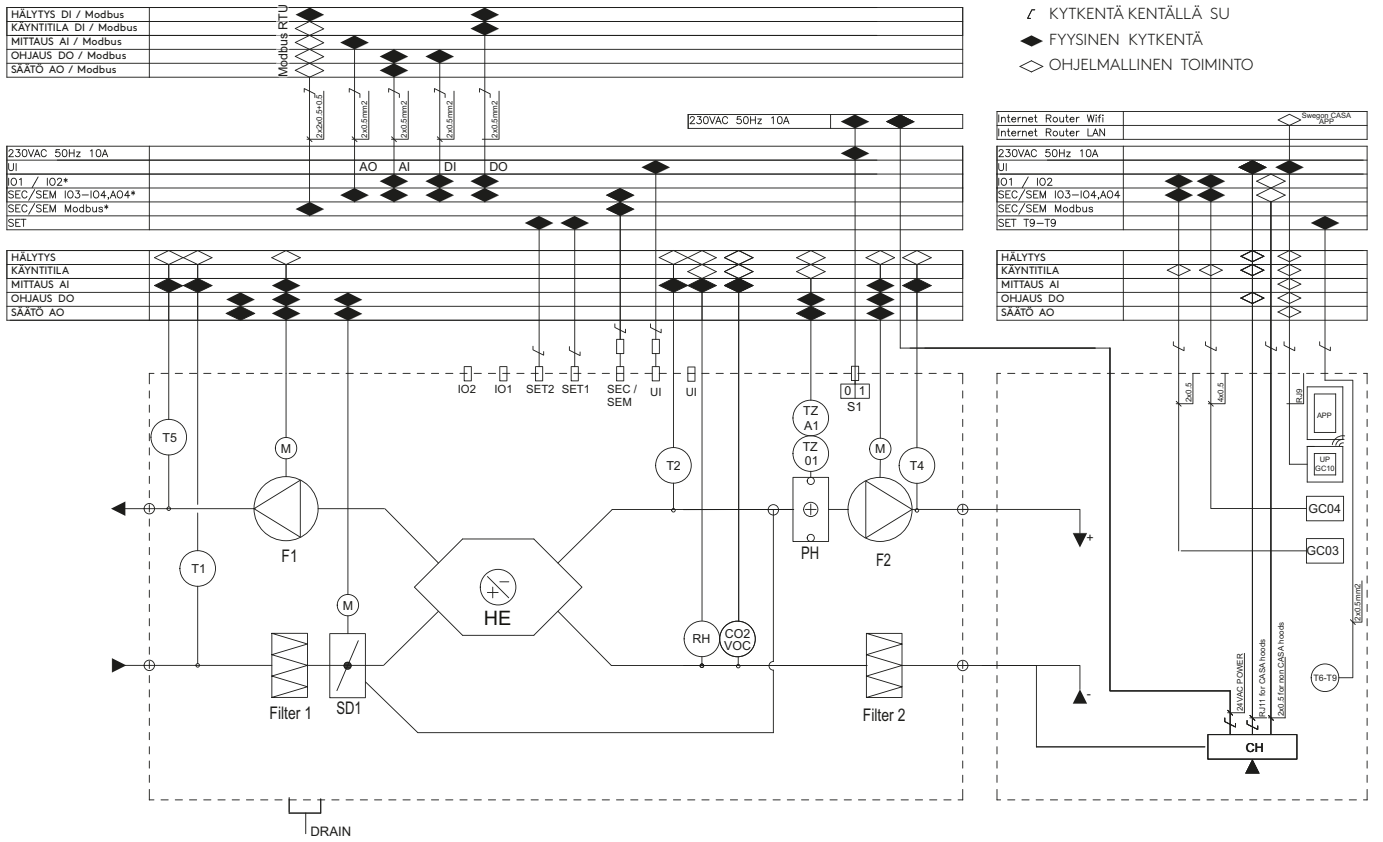 HÄLYTYS DI / Modbus
KÄYNTITILA DI / Modbus
MITTAUS AI / Modbus
OHJAUS DO / Modbus
SÄÄTÖ AO / Modbus
Modbus RTU
2x2x0.5+0.5
2x0.5mm2
2x0.5mm2
2x0.5mm2
2x0.5mm2
KYTKENTÄ KENTÄLLÄ SU
FYYSINEN KYTKENTÄ
OHJELMALLINEN TOIMINTO
230VAC 50Hz 10A
Internet Router Wifi
Internet Router LAN
Swegon CASA
APP
230VAC 50Hz 10A
UI
IO1 / IO2*
SEC/SEM IO3-IO4,AO4*
SEC/SEM Modbus*
SET
AO
AI
DI
DO
230VAC 50Hz 10A
UI
IO1 / IO2
SEC/SEM IO3-IO4,AO4
SEC/SEM Modbus
SET T9-T9
HÄLYTYS
KÄYNTITILA
MITTAUS AI
OHJAUS DO
SÄÄTÖ AO
HÄLYTYS
KÄYNTITILA
MITTAUS AI
OHJAUS DO
SÄÄTÖ AO
IO2
IO1
SET2
SET1
SEC /
SEM
UI
UI
0 1
S1
2x0.5
4x0.5
RJ9
APP
UP
GC10
GC04
GC03
2x0.5mm2
T6-T9
T5
M
T2
TZ
A1
TZ
01
M
T4
F1
PH
F2
+
T1
M
HE
RH
CO2
VOC
Filter 1
SD1
Filter 2
-
24VAC POWER
RJ11 for CASA hoods
2x0.5 for non CASA hoods
CH
DRAIN